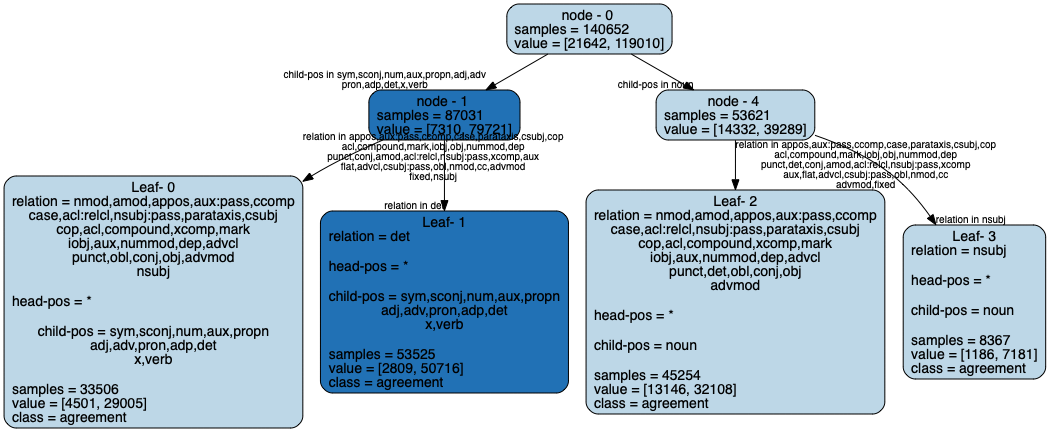 node - 0
samples = 140652
value = [21642, 119010]
child-pos in sym,sconj,num,aux,propn,adj,adv
pron,adp,det,x,verb
child-pos in noun
node - 1
samples = 87031
value = [7310, 79721]
node - 4
samples = 53621
value = [14332, 39289]
relation in appos,aux:pass,ccomp,case,parataxis,csubj,cop
acl,compound,mark,iobj,obj,nummod,dep
punct,conj,amod,acl:relcl,nsubj:pass,xcomp,aux
flat,advcl,csubj:pass,obl,nmod,cc,advmod
fixed,nsubj
relation in det
relation in appos,aux:pass,ccomp,case,parataxis,csubj,cop
acl,compound,mark,iobj,obj,nummod,dep
punct,det,conj,amod,acl:relcl,nsubj:pass,xcomp
aux,flat,advcl,csubj:pass,obl,nmod,cc
advmod,fixed
relation in nsubj
Leaf- 0
relation = nmod,amod,appos,aux:pass,ccomp
case,acl:relcl,nsubj:pass,parataxis,csubj
cop,acl,compound,xcomp,mark
iobj,aux,nummod,dep,advcl
punct,obl,conj,obj,advmod
nsubj
head-pos = *
child-pos = sym,sconj,num,aux,propn
adj,adv,pron,adp,det
x,verb
samples = 33506
value = [4501, 29005]
class = agreement
Leaf- 1
relation = det
head-pos = *
child-pos = sym,sconj,num,aux,propn
adj,adv,pron,adp,det
x,verb
samples = 53525
value = [2809, 50716]
class = agreement
Leaf- 2
relation = nmod,amod,appos,aux:pass,ccomp
case,acl:relcl,nsubj:pass,parataxis,csubj
cop,acl,compound,xcomp,mark
iobj,aux,nummod,dep,advcl
punct,det,obl,conj,obj
advmod
head-pos = *
child-pos = noun
samples = 45254
value = [13146, 32108]
class = agreement
Leaf- 3
relation = nsubj
head-pos = *
child-pos = noun
samples = 8367
value = [1186, 7181]
class = agreement